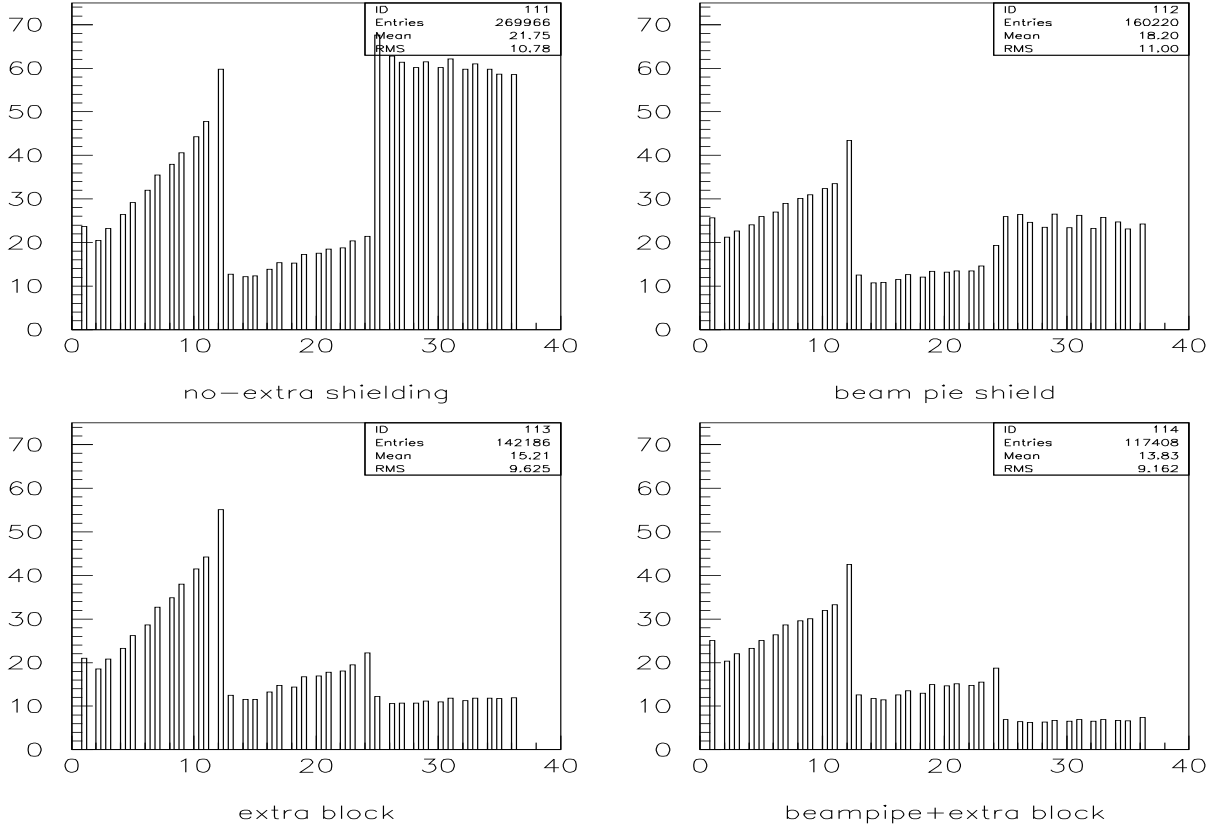 ID 111
Entries 269966
Mean 21.75
RMS 10.78
70
60
50
40
30
20
10
0
0 10 20 30 40
no-extra shielding
ID 112
Entries 160220
Mean 18.20
RMS 11.00
70
60
50
40
30
20
10
0
0 10 20 30 40
beam pie shield
ID 113
Entries 142186
Mean 15.21
RMS 9.625
70
60
50
40
30
20
10
0
0 10 20 30 40
extra block
ID 114
Entries 117408
Mean 13.83
RMS 9.162
70
60
50
40
30
20
10
0
0 10 20 30 40
beampipe+extra block